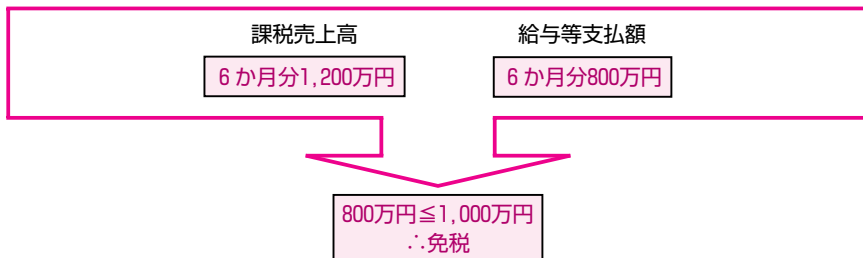 課税売上高
給与等支払額
6か月分1,200万円
6か月分800万円
800万円≦1,000万円
∴免税